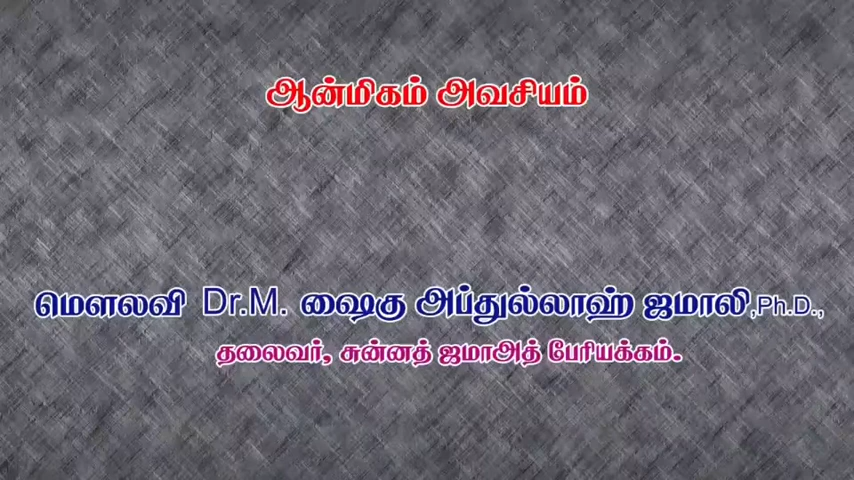 ஆன்மிகம் அவசியம்
மௌலவி Dr.M. ஷைகு அப்துல்லாஹ் ஜமாலி,Ph.D.,
தலைவர், சுன்னத் ஜமாஅத் பேரியக்கம்.